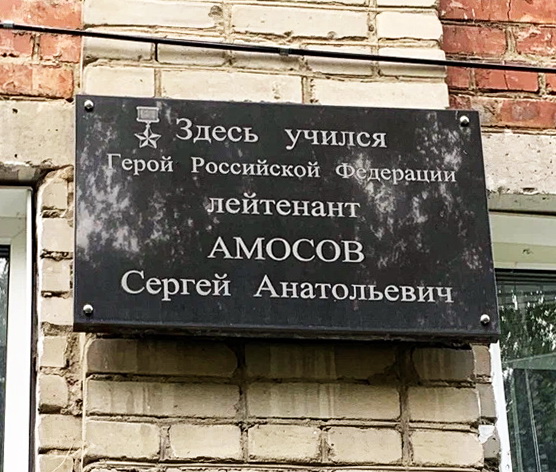 Здесь учился
Герой Российской Федерации
лейтенант
АМОСОВ
Сергей Анатольевич